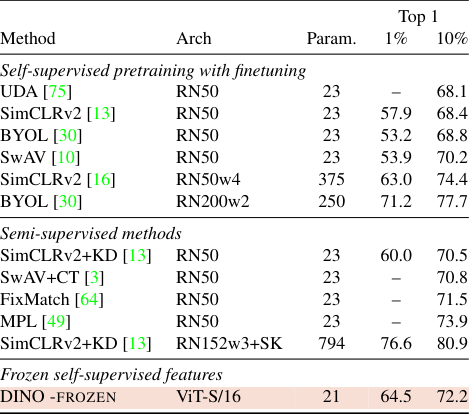 Top 1
Method Arch Param. 1% 10%
Self-supervised pretraining with finetuning
UDA [75] RN50 23 – 68.1
SimCLRv2 [13] RN50 23 57.9 68.4
BYOL [30] RN50 23 53.2 68.8
SwAV [10] RN50 23 53.9 70.2
SimCLRv2 [16] RN50w4 375 63.0 74.4
BYOL [30] RN200w2 250 71.2 77.7
Semi-supervised methods
SimCLRv2+KD [13] RN50 23 60.0 70.5
SwAV+CT [3] RN50 23 – 70.8
FixMatch [64] RN50 23 – 71.5
MPL [49] RN50 23 – 73.9
SimCLRv2+KD [13] RN152w3+SK 794 76.6 80.9
Frozen self-supervised features
DINO -FROZEN ViT-S/16 21 64.5 72.2